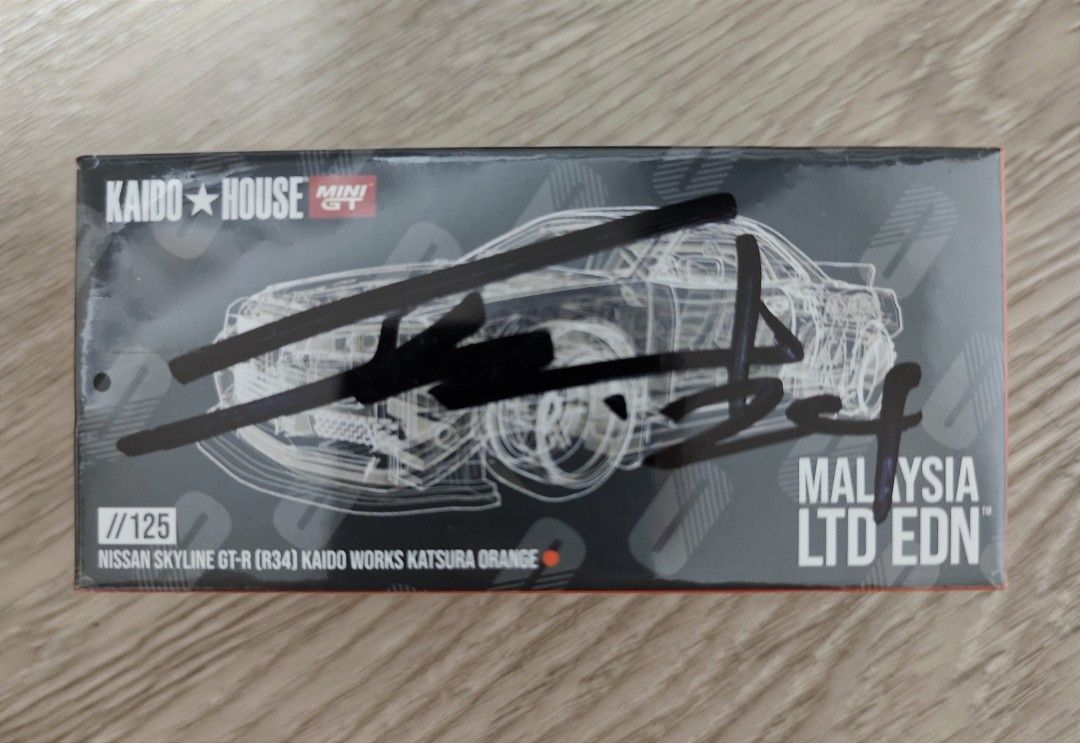 KAIDO★HOUSE MINI GT
MALAYSIA
LTD EDN™
//125
NISSAN SKYLINE GT-R (R34) KAIDO WORKS KATSURA ORANGE